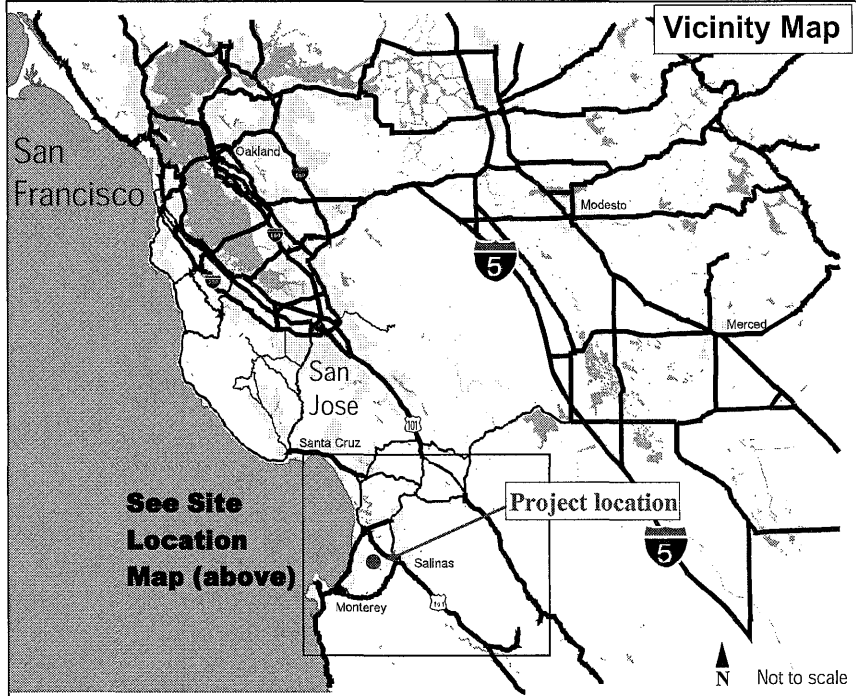 Vicinity Map
San
Francisco
Oakland
Modesto
5
Merced
San
Jose
101
Santa Cruz
See Site
Location
Map (above)
Project location
Salinas
5
Monterey
101
N
Not to scale